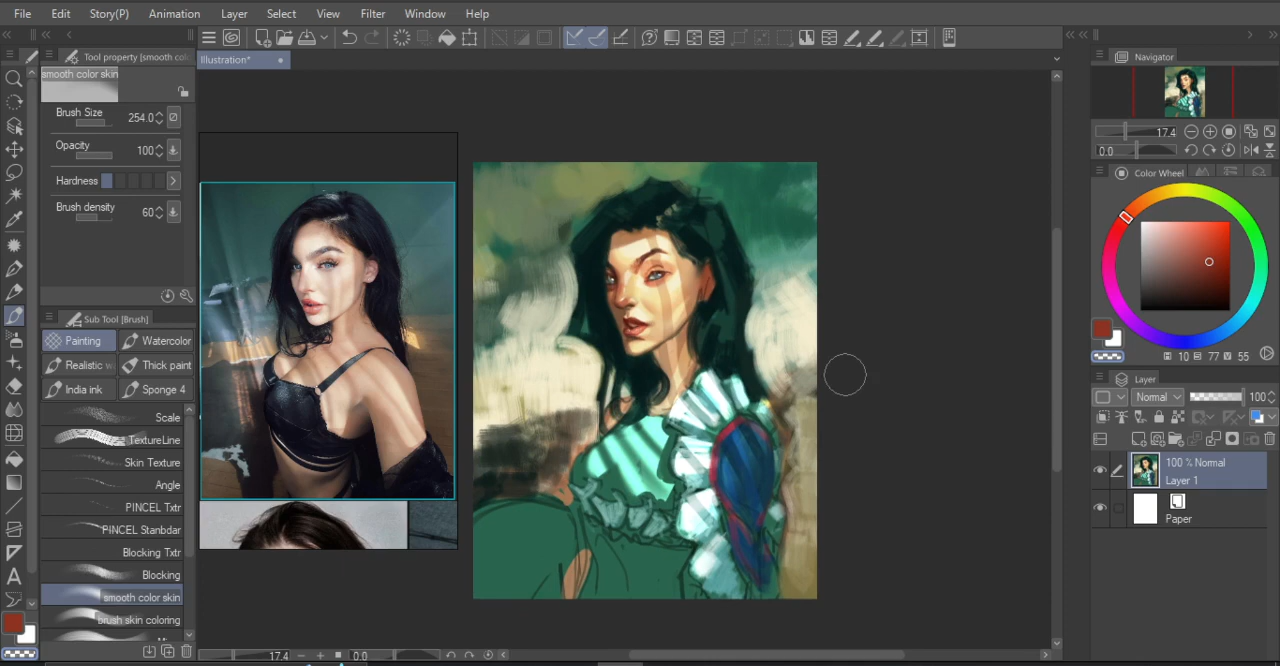 File Edit Story(P) Animation Layer Select View Filter Window Help
Tool property [smooth col
smooth color skin
Brush Size 254.0
Opacity 100
Hardness
Brush density 60
Sub Tool [Brush]
Painting Watercolor
Realistic w Thick paint
India ink Sponge 4
Scale
TextureLine
Skin Texture
Angle
PINCEL Txtr
PINCEL Stanbdar
Blocking Txtr
Blocking
smooth color skin
brush skin coloring
Illustration*
17.4 0.0
Navigator
17.4
0.0
Color Wheel
H 10 S 77 V 55
Layer
Normal 100
100 % Normal
Layer 1
Paper